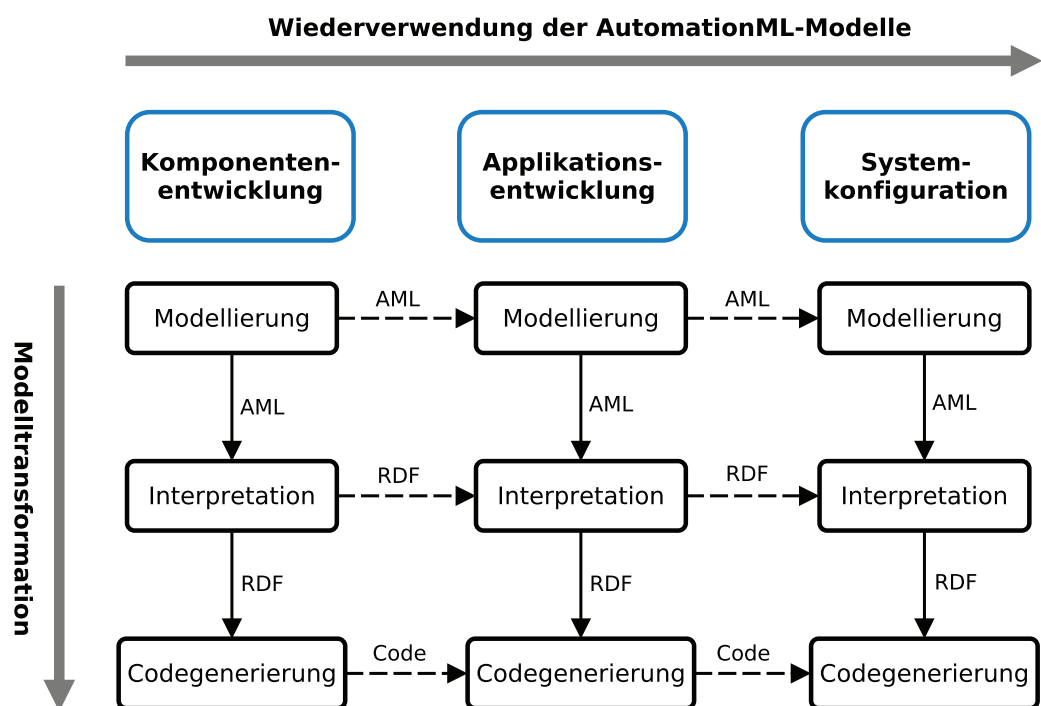 Wiederverwendung der AutomationML-Modelle
Komponenten-
entwicklung
Applikations-
entwicklung
System-
konfiguration
Modelltransformation
Modellierung
AML
Modellierung
AML
Modellierung
AML
AML
AML
Interpretation
RDF
Interpretation
RDF
Interpretation
RDF
RDF
RDF
Codegenerierung
Code
Codegenerierung
Code
Codegenerierung